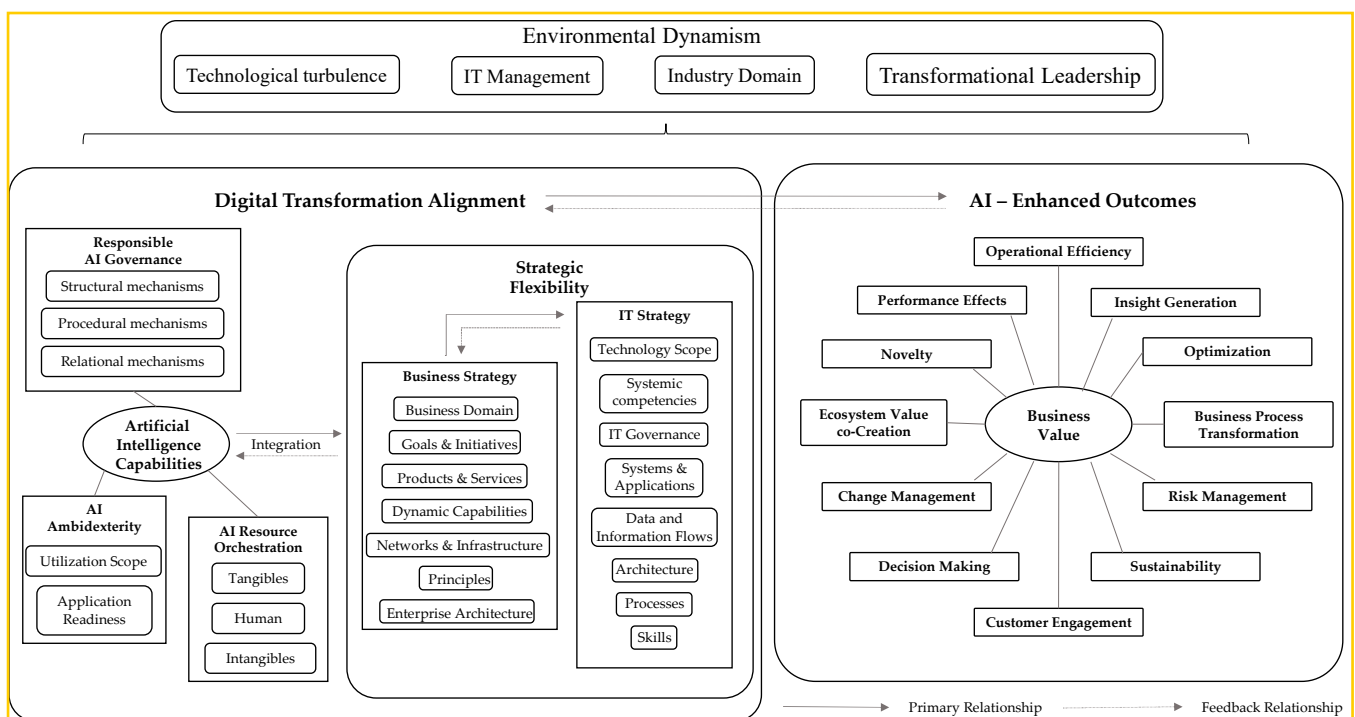 Environmental Dynamism
Technological turbulence
IT Management
Industry Domain
Transformational Leadership
Digital Transformation Alignment
AI – Enhanced Outcomes
Responsible
AI Governance
Structural mechanisms
Procedural mechanisms
Relational mechanisms
Artificial
Intelligence
Capabilities
Integration
AI
Ambidexterity
Utilization Scope
Application
Readiness
AI Resource
Orchestration
Tangibles
Human
Intangibles
Strategic
Flexibility
Business Strategy
Business Domain
Goals & Initiatives
Products & Services
Dynamic Capabilities
Networks & Infrastructure
Principles
Enterprise Architecture
IT Strategy
Technology Scope
Systemic
competencies
IT Governance
Systems &
Applications
Data and
Information Flows
Architecture
Processes
Skills
Operational Efficiency
Performance Effects
Insight Generation
Novelty
Optimization
Ecosystem Value
co-Creation
Business
Value
Business Process
Transformation
Change Management
Risk Management
Decision Making
Sustainability
Customer Engagement
Primary Relationship
Feedback Relationship